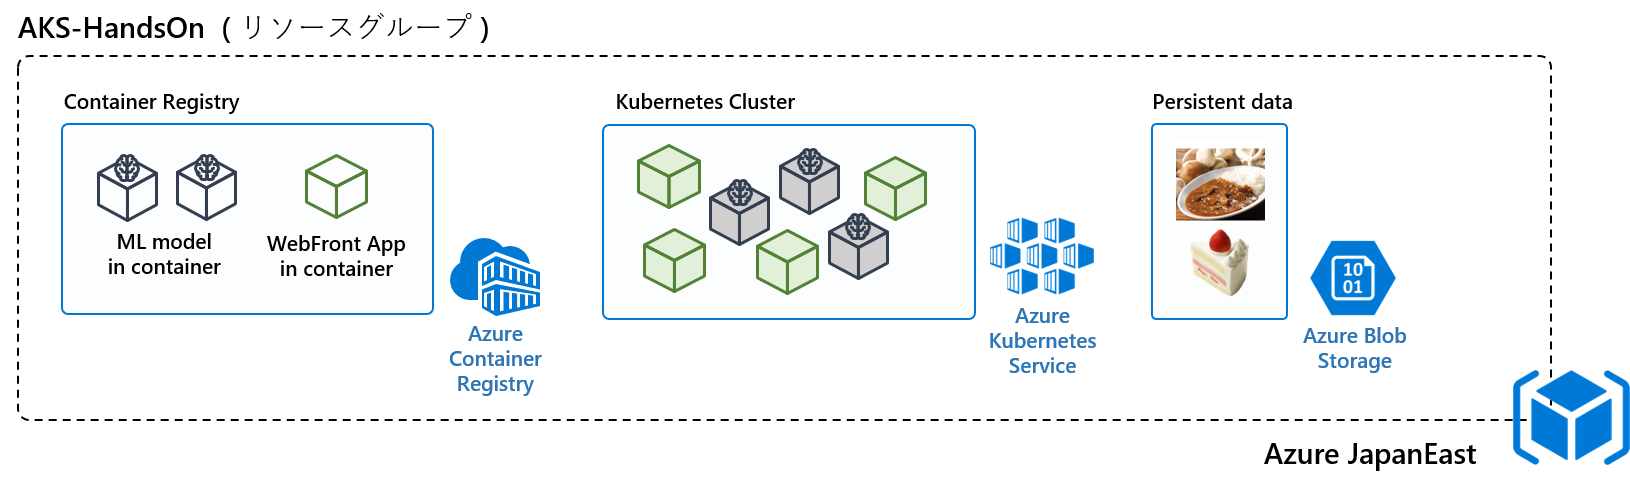 AKS-HandsOn ( リソースグループ )
Container Registry
ML model
in container
WebFront App
in container
Azure
Container
Registry
Kubernetes Cluster
Azure
Kubernetes
Service
Persistent data
10
01
Azure Blob
Storage
Azure JapanEast